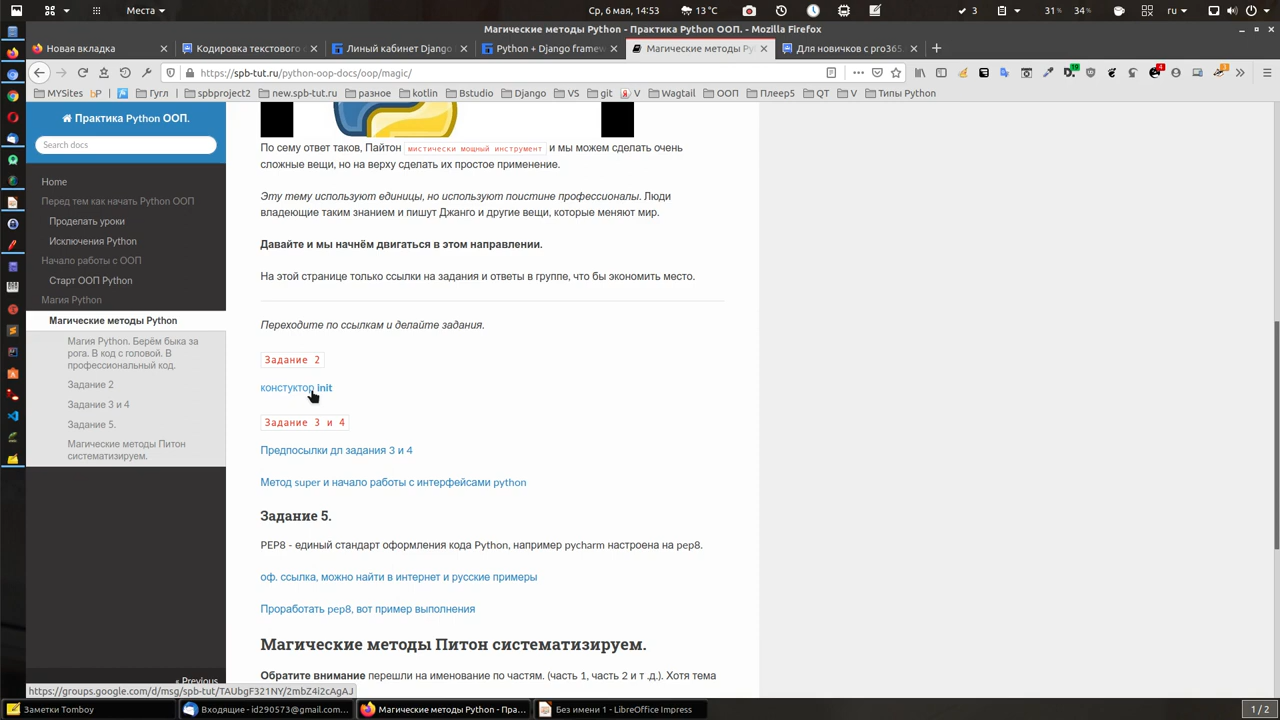 Места
Ср, 6 мая, 14:53
13°C
3
31%
34%
ru
Магические методы Python - Практика Python ООП. - Mozilla Firefox
Новая вкладка
Кодировка текстового
Линый кабинет Django
Python + Django framew
Магические методы Py
Для новичков с pro365.
https://spb-tut.ru/python-oop-docs/oop/magic/
MYSites
Гугл
spbproject2
new.spb-tut.ru
разное
kotlin
Bstudio
Django
VS
git
V
Wagtail
ООП
Плеер5
QT
V
Типы Python
Практика Python ООП.
Search docs
Home
Перед тем как начать Python ООП
Проделать уроки
Исключения Python
Начало работы с ООП
Старт ООП Python
Магия Python
Магические методы Python
Магия Python. Берём быка за
рога. В код с головой. В
профессиональный код.
Задание 2
Задание 3 и 4
Задание 5.
Магические методы Питон
систематизируем.
« Previous
По сему ответ таков, Пайтон мистически мощный инструмент и мы можем сделать очень
сложные вещи, но на верху сделать их простое применение.
Эту тему используют единицы, но используют поистине профессионалы. Люди
владеющие таким знанием и пишут Джанго и другие вещи, которые меняют мир.
Давайте и мы начнём двигаться в этом направлении.
На этой странице только ссылки на задания и ответы в группе, что бы экономить место.
Переходите по ссылкам и делайте задания.
Задание 2
констуктор init
Задание 3 и 4
Предпосылки дл задания 3 и 4
Метод super и начало работы с интерфейсами python
Задание 5.
PEP8 - единый стандарт оформления кода Python, например pycharm настроена на pep8.
оф. ссылка, можно найти в интернет и русские примеры
Проработать pep8, вот пример выполнения
Магические методы Питон систематизируем.
Обратите внимание перешли на именование по частям. (часть 1, часть 2 и т .д.). Хотя тема
https://groups.google.com/d/msg/spb-tut/TAUbgF321NY/2mbZ4i2cAgAJ
Заметки Tomboy
Входящие - id290573@gmail.com...
Магические методы Python - Пра...
Без имени 1 - LibreOffice Impress
1 / 2